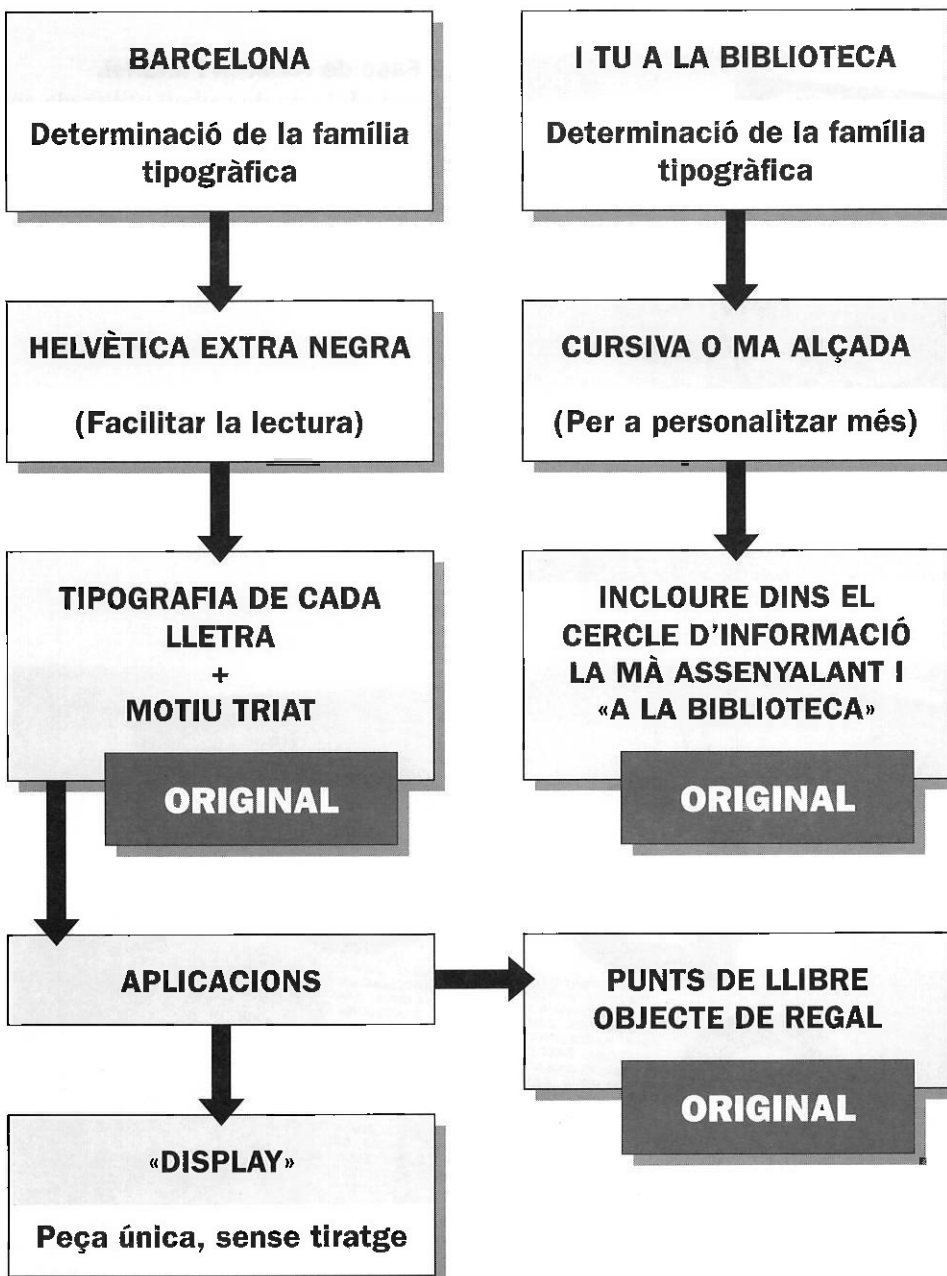 BARCELONA
Determinació de la família
tipogràfica
HELVÈTICA EXTRA NEGRA
(Facilitar la lectura)
TIPOGRAFIA DE CADA
LLETRA
+
MOTIU TRIAT
ORIGINAL
I TU A LA BIBLIOTECA
Determinació de la família
tipogràfica
CURSIVA O MA ALÇADA
(Per a personalitzar més)
INCLOURE DINS EL
CERCLE D'INFORMACIÓ
LA MÀ ASSENYALANT I
«A LA BIBLIOTECA»
ORIGINAL
APLICACIONS
PUNTS DE LLIBRE
OBJECTE DE REGAL
ORIGINAL
«DISPLAY»
Peça única, sense tiratge